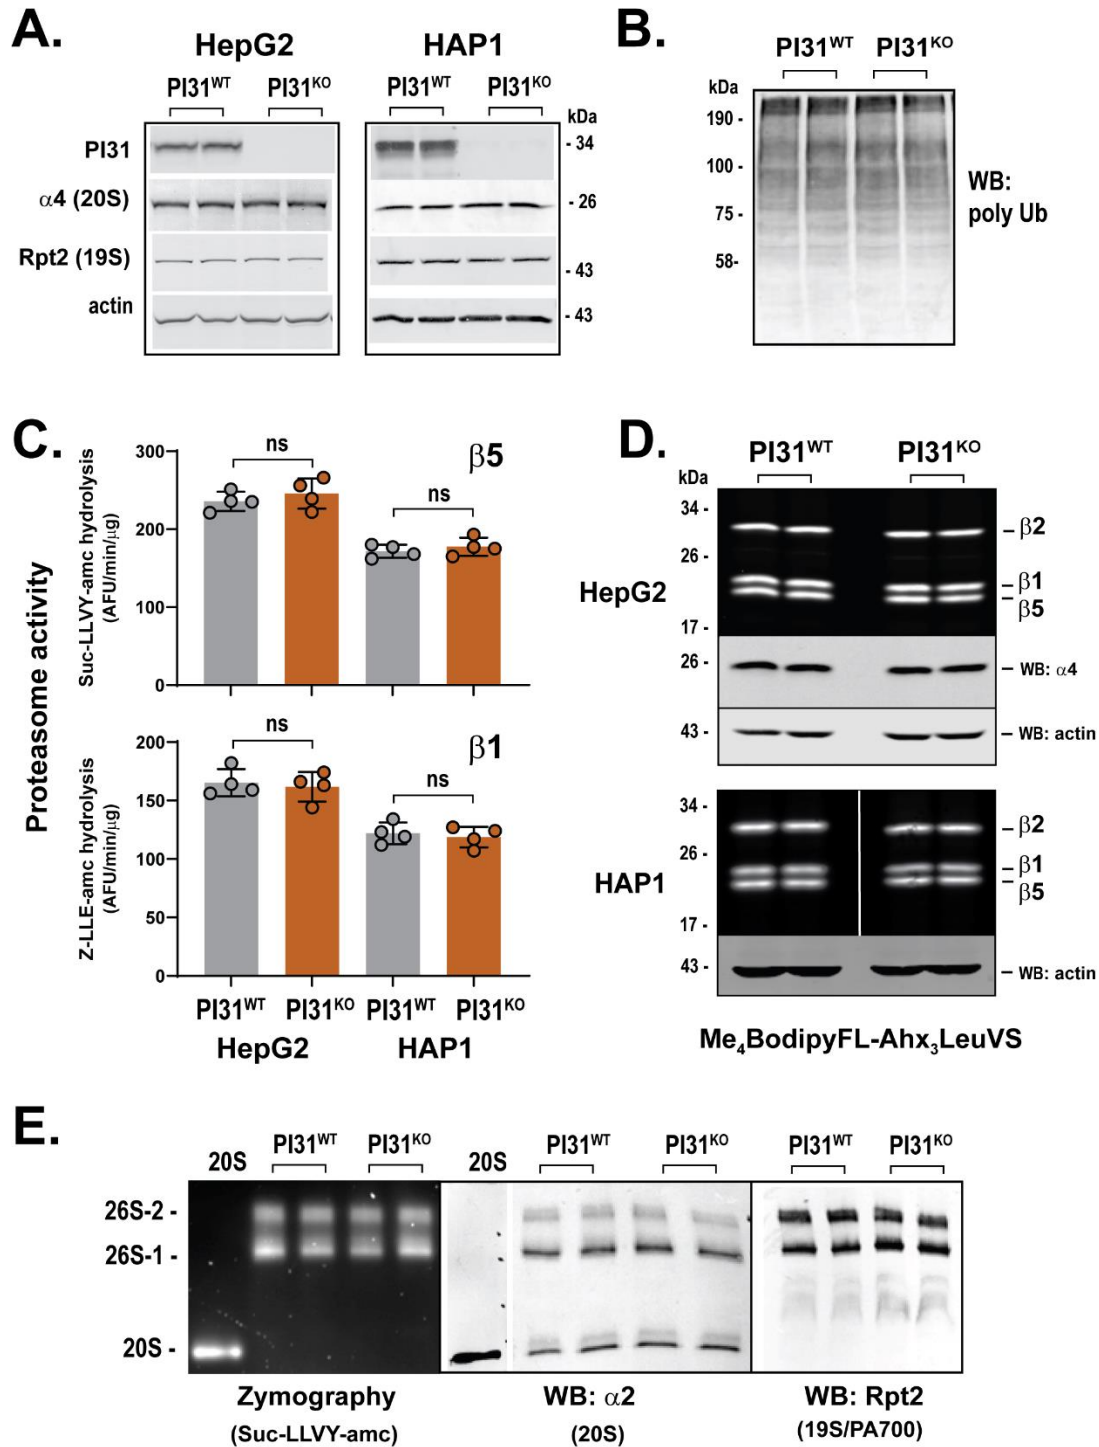 A.
HepG2 HAP1
PI31WT PI31KO PI31WT PI31KO
kDa
PI31 - 34
α4 (20S) - 26
Rpt2 (19S) - 43
actin - 43
B.
PI31WT PI31KO
kDa
190 -
100 -
75 -
58-
WB:
poly Ub
C.
Proteasome activity
Suc-LLVY-amc hydrolysis
(AFU/min/µg)
300
200
100
0
ns
ns
β5
Z-LLE-amc hydrolysis
(AFU/min/µg)
200
150
100
50
0
ns
ns
β1
PI31WT PI31KO PI31WT PI31KO
HepG2 HAP1
D.
PI31WT PI31KO
kDa
HepG2
34 -
26 -
17 -
26 -
43 -
β2
β1
β5
WB: α4
WB: actin
HAP1
34 -
26 -
17 -
43 -
β2
β1
β5
WB: actin
Me4BodipyFL-Ahx3LeuVS
E.
20S PI31WT PI31KO 20S PI31WT PI31KO PI31WT PI31KO
26S-2 -
26S-1 -
20S -
Zymography WB: α2 WB: Rpt2
(Suc-LLVY-amc) (20S) (19S/PA700)